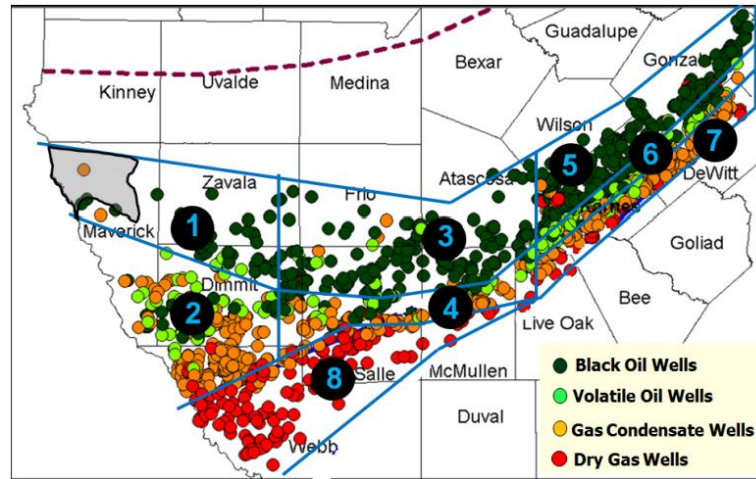 Guadalupe
Gonzal
Bexar
Kinney
Uvalde
Medina
Wilson
5
6
7
DeWitt
Zavala
Frio
Atascosa
1
3
Maverick
Goliad
Dimmit
2
4
Bee
Live Oak
8
Salle
McMullen
Webb
Duval
Black Oil Wells
Volatile Oil Wells
Gas Condensate Wells
Dry Gas Wells